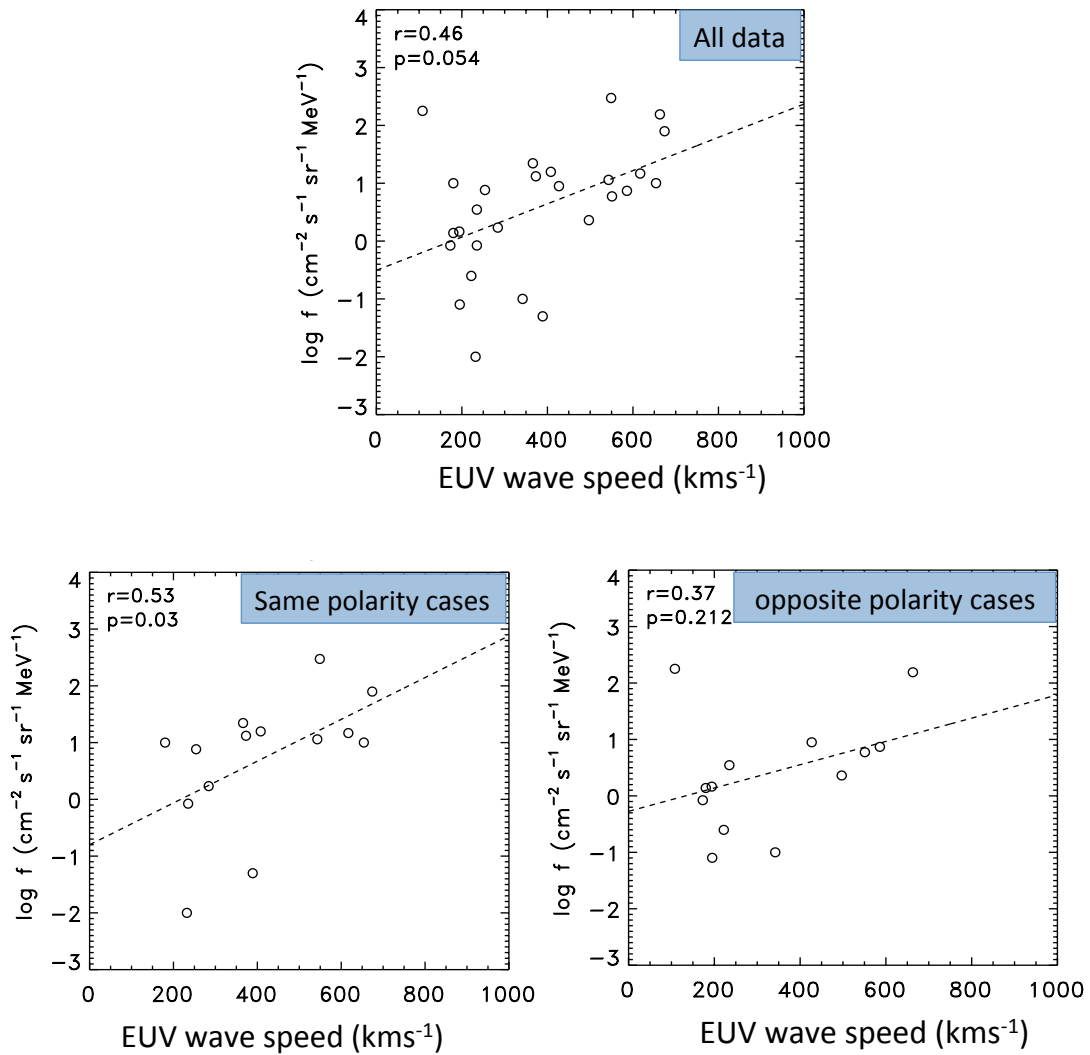 4
r=0.46
p=0.054
All data
3
2
1
0
−1
−2
−3
log f (cm⁻² s⁻¹ sr⁻¹ MeV⁻¹)
0 200 400 600 800 1000
EUV wave speed (kms⁻¹)
4
r=0.53
p=0.03
Same polarity cases
3
2
1
0
−1
−2
−3
log f (cm⁻² s⁻¹ sr⁻¹ MeV⁻¹)
0 200 400 600 800 1000
EUV wave speed (kms⁻¹)
4
r=0.37
p=0.212
opposite polarity cases
3
2
1
0
−1
−2
−3
log f (cm⁻² s⁻¹ sr⁻¹ MeV⁻¹)
0 200 400 600 800 1000
EUV wave speed (kms⁻¹)